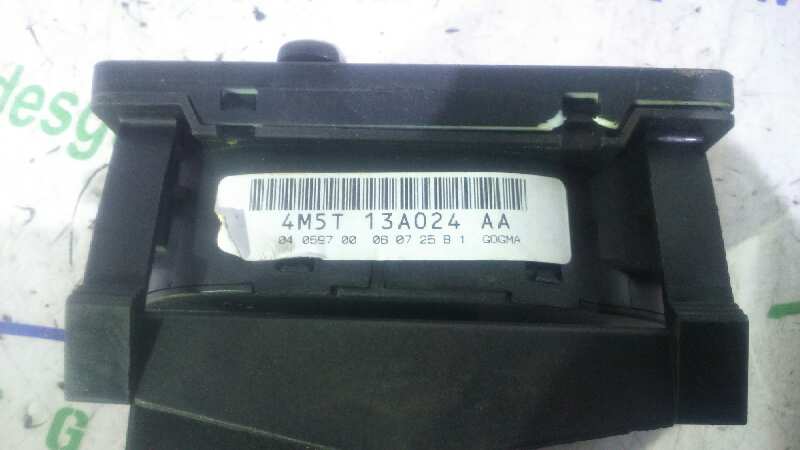 desg
4M5T 13A024 AA
04 0597 00 06 07 25 B 1 GOGMA
G